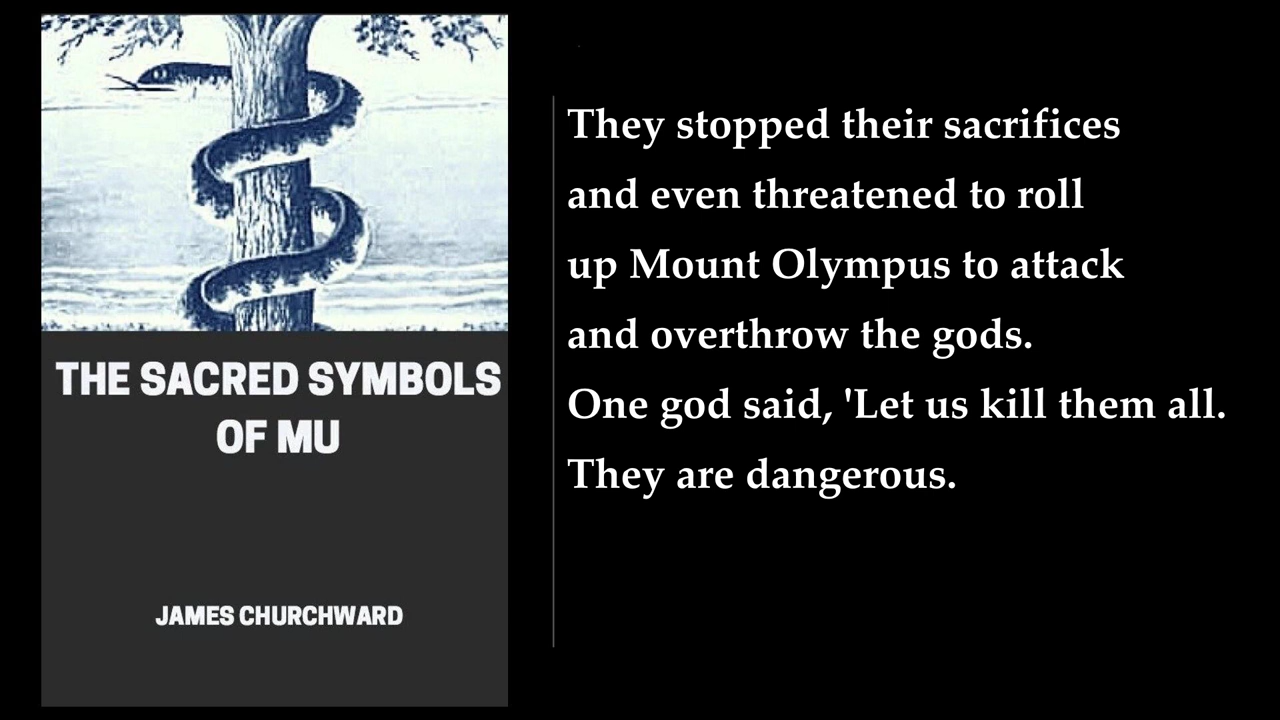 THE SACRED SYMBOLS
OF MU
JAMES CHURCHWARD
They stopped their sacrifices
and even threatened to roll
up Mount Olympus to attack
and overthrow the gods.
One god said, 'Let us kill them all.
They are dangerous.